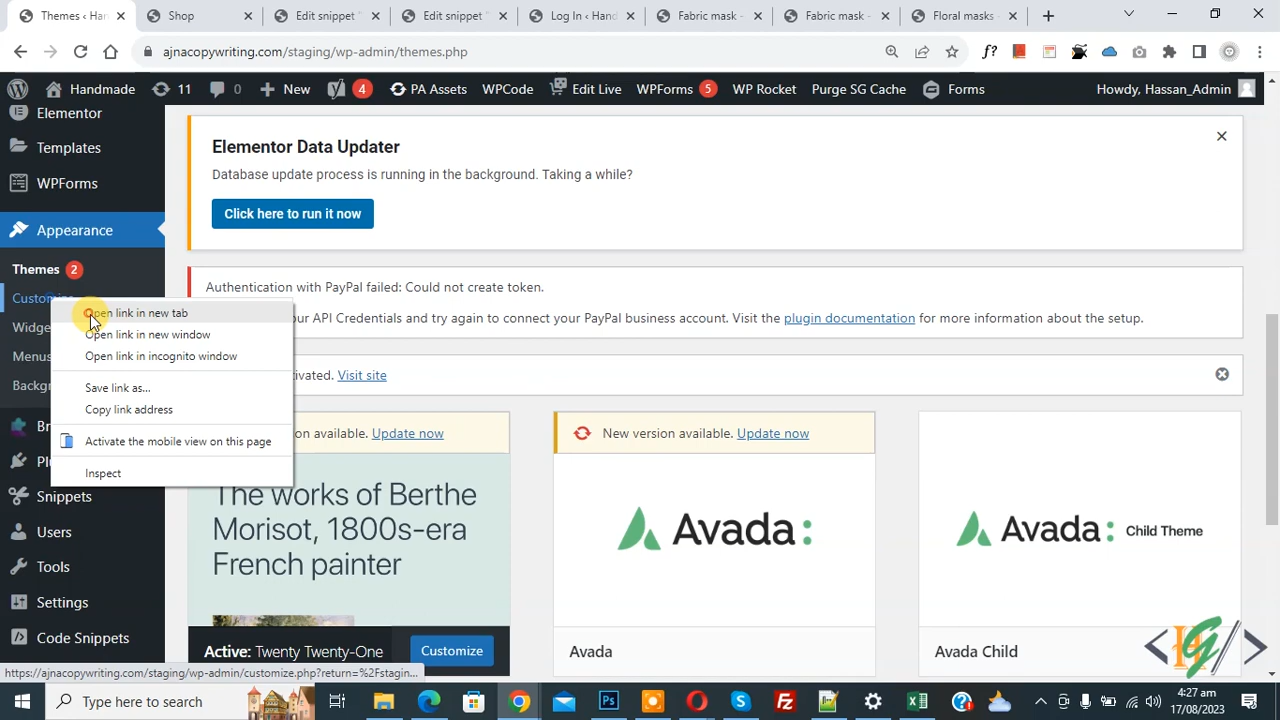 Themes ‹ Han
Shop
Edit snippet "
Edit snippet "
Log In ‹ Hand
Fabric mask -
Fabric mask -
Floral masks -
ajnacopywriting.com/staging/wp-admin/themes.php
f?
Handmade
11
0
New
4
PA Assets
WPCode
Edit Live
WPForms 5
WP Rocket
Purge SG Cache
Forms
Howdy, Hassan_Admin
Elementor
Templates
WPForms
Appearance
Themes 2
Customize
Widge
Menus
Backg
Br
Pl
Snippets
Users
Tools
Settings
Code Snippets
Open link in new tab
Open link in new window
Open link in incognito window
Save link as...
Copy link address
Activate the mobile view on this page
Inspect
Elementor Data Updater
Database update process is running in the background. Taking a while?
Click here to run it now
Authentication with PayPal failed: Could not create token.
our API Credentials and try again to connect your PayPal business account. Visit the plugin documentation for more information about the setup.
tivated. Visit site
on available. Update now
New version available. Update now
The works of Berthe
Morisot, 1800s-era
French painter
Avada:
Avada: Child Theme
Active: Twenty Twenty-One
Customize
Avada
Avada Child
https://ajnacopywriting.com/staging/wp-admin/customize.php?return=%2Fstagin...
Type here to search
4:27 am
17/08/2023